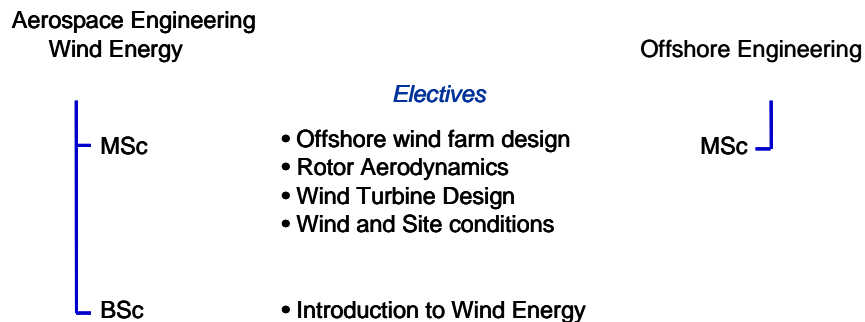 Aerospace Engineering
Wind Energy
Offshore Engineering
Electives
MSc
• Offshore wind farm design
• Rotor Aerodynamics
• Wind Turbine Design
• Wind and Site conditions
MSc
BSc
• Introduction to Wind Energy